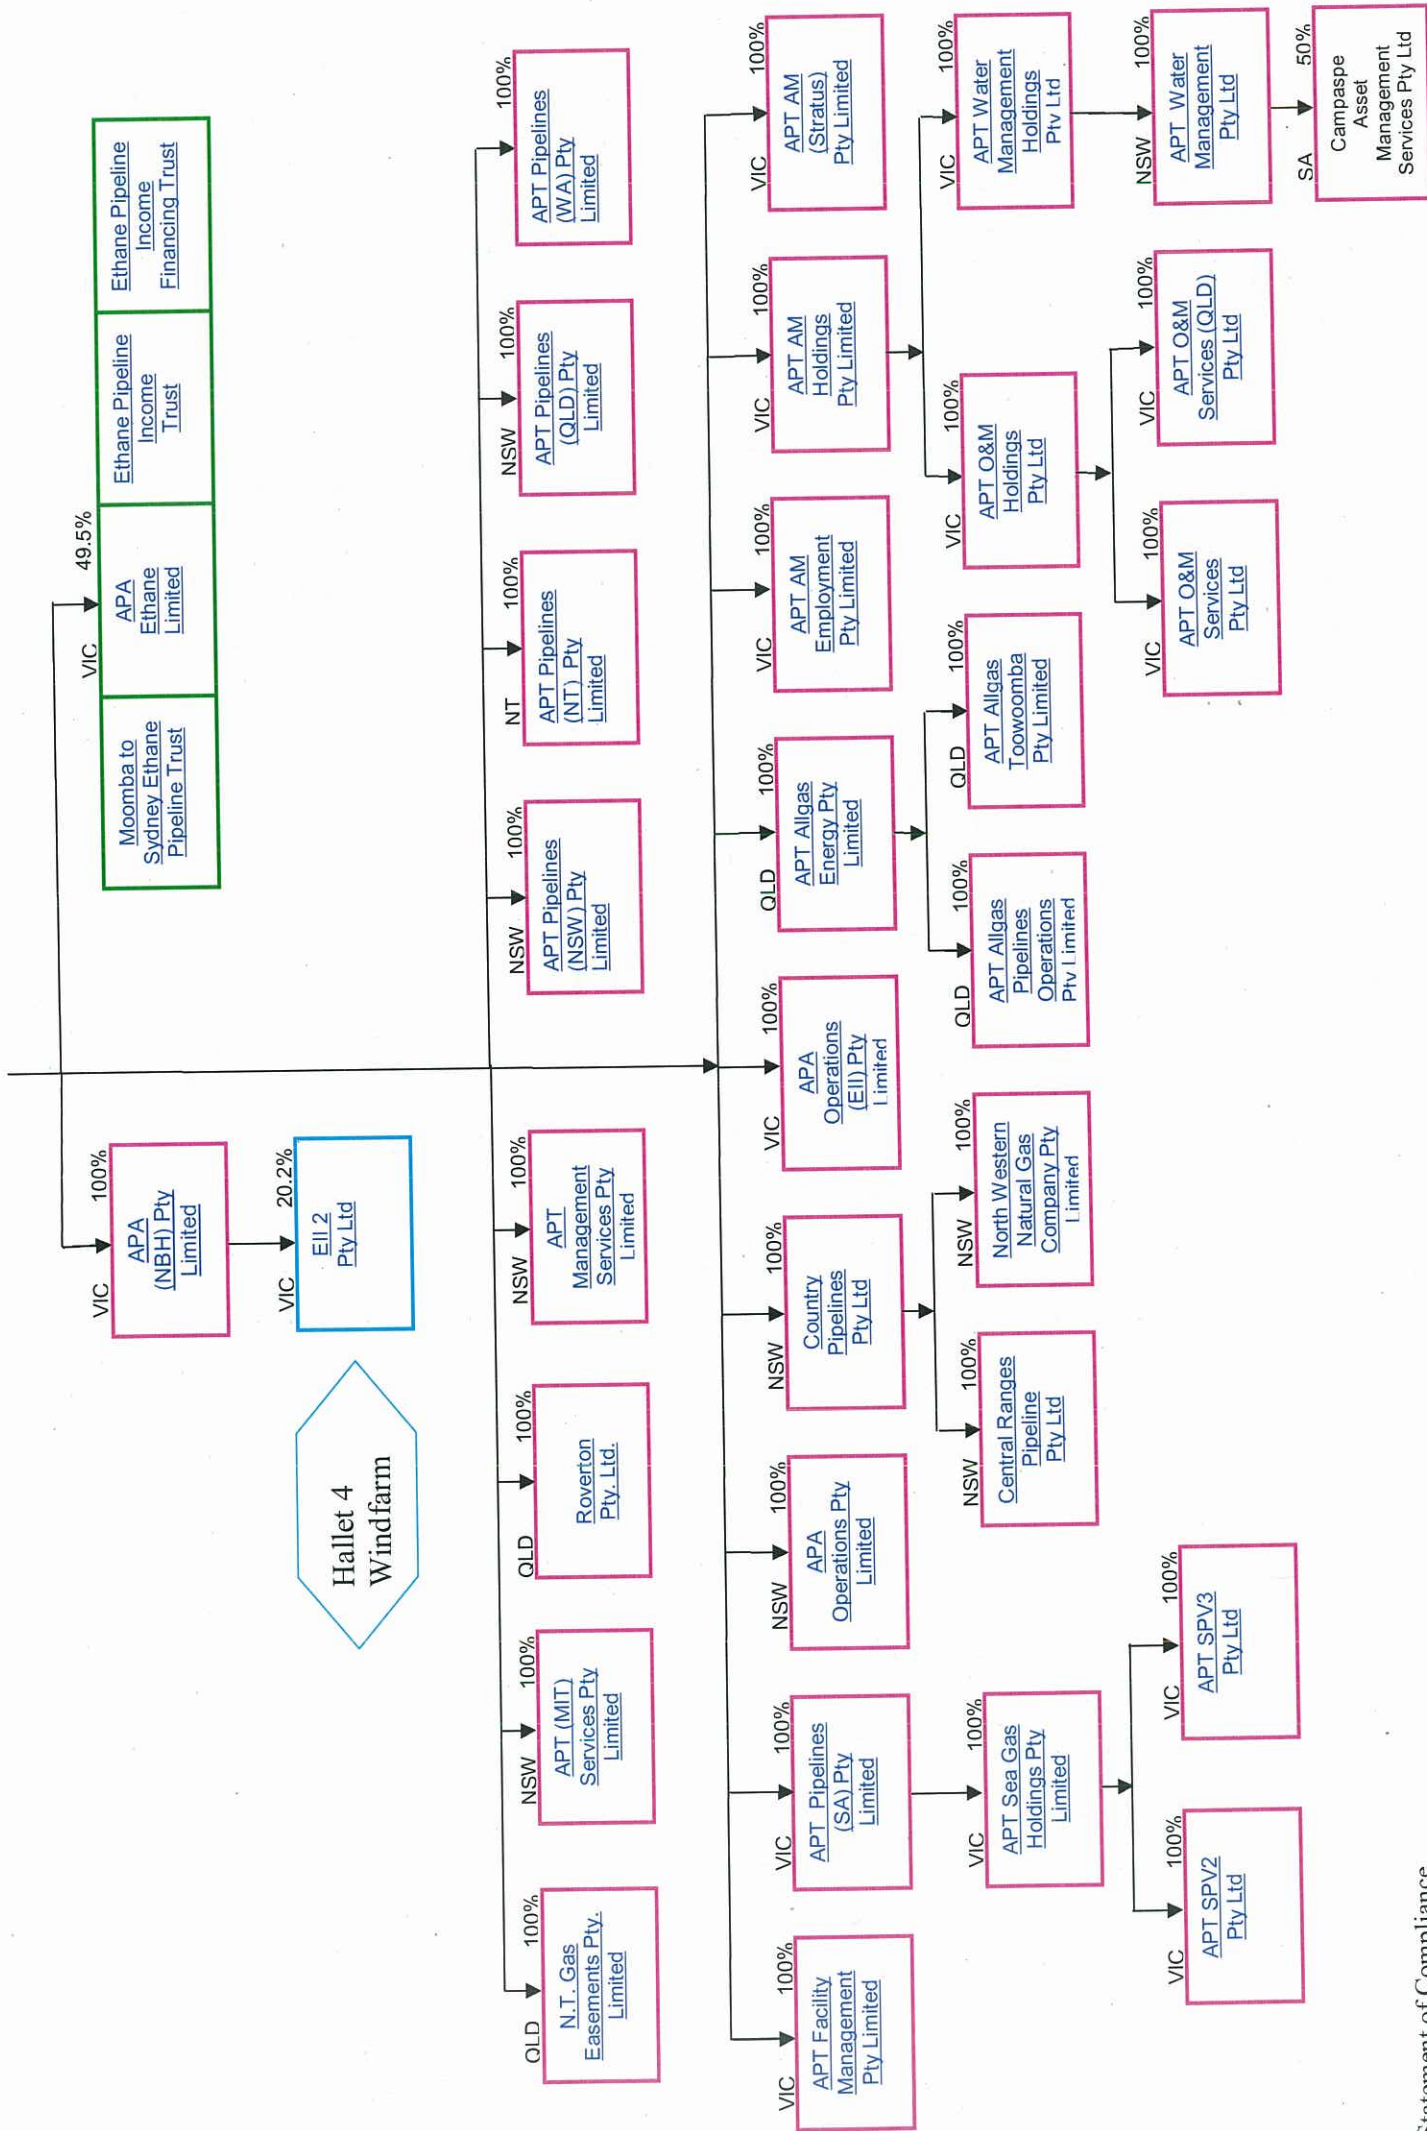 VIC 49.5%
Moomba to
Sydney Ethane
Pipeline Trust
APA
Ethane
Limited
Ethane Pipeline
Income
Trust
Ethane Pipeline
Income
Financing Trust
VIC 100%
APA
(NBH) Pty
Limited
VIC 20.2%
EII 2
Pty Ltd
Hallet 4
Windfarm
QLD 100%
N.T. Gas
Easements Pty.
Limited
NSW 100%
APT (MIT)
Services Pty
Limited
QLD 100%
Roverton
Pty. Ltd.
NSW 100%
APT
Management
Services Pty
Limited
NSW 100%
APT Pipelines
(NSW) Pty
Limited
NT 100%
APT Pipelines
(NT) Pty
Limited
NSW 100%
APT Pipelines
(QLD) Pty
Limited
100%
APT Pipelines
(WA) Pty
Limited
VIC 100%
APT Facility
Management
Pty Limited
VIC 100%
APT Pipelines
(SA) Pty
Limited
NSW 100%
APA
Operations Pty
Limited
NSW 100%
Country
Pipelines
Pty Ltd
VIC 100%
APA
Operations
(EII) Pty
Limited
QLD 100%
APT Allgas
Energy Pty
Limited
VIC 100%
APT AM
Employment
Pty Limited
VIC 100%
APT AM
Holdings
Pty Limited
VIC 100%
APT AM
(Stratus)
Pty Limited
VIC 100%
APT Sea Gas
Holdings Pty
Limited
NSW 100%
Central Ranges
Pipeline
Pty Ltd
NSW 100%
North Western
Natural Gas
Company Pty
Limited
QLD 100%
APT Allgas
Pipelines
Operations
Pty Limited
QLD 100%
APT Allgas
Toowoomba
Pty Limited
VIC 100%
APT O&M
Holdings
Pty Ltd
VIC 100%
APT Water
Management
Holdings
Pty Ltd
VIC 100%
APT SPV2
Pty Ltd
VIC 100%
APT SPV3
Pty Ltd
VIC 100%
APT O&M
Services
Pty Ltd
VIC 100%
APT O&M
Services (QLD)
Pty Ltd
NSW 100%
APT Water
Management
Pty Ltd
SA 50%
Campaspe
Asset
Management
Services Pty Ltd
Statement of Compliance